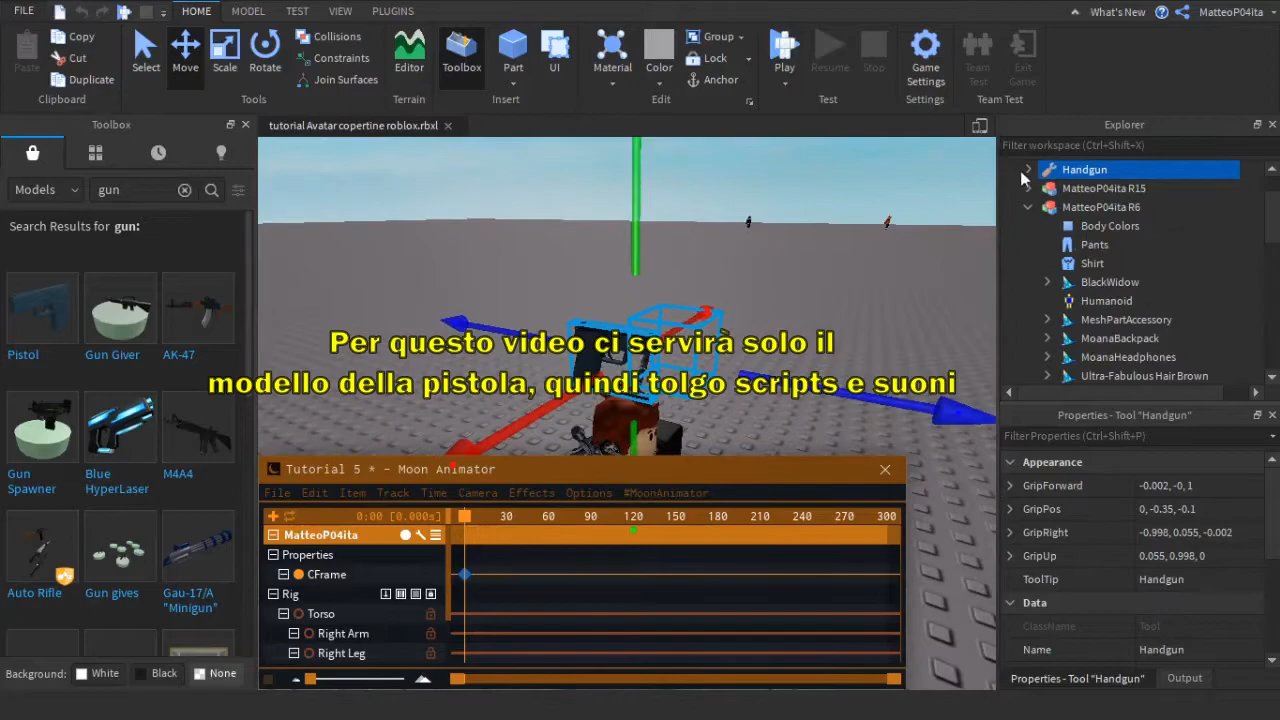 FILE
HOME
MODEL
TEST
VIEW
PLUGINS
What's New
MatteoP04ita
Paste
Copy
Cut
Duplicate
Clipboard
Select
Move
Scale
Rotate
Collisions
Constraints
Join Surfaces
Tools
Editor
Terrain
Toolbox
Part
UI
Insert
Material
Color
Group
Lock
Anchor
Edit
Play
Resume
Stop
Test
Game
Settings
Settings
Team
Test
Exit
Game
Team Test
Toolbox
Models
gun
Search Results for gun:
Pistol
Gun Giver
AK-47
Gun
Spawner
Blue
HyperLaser
M4A4
Auto Rifle
Gun gives
Gau-17/A
"Minigun"
Background:
White
Black
None
tutorial Avatar copertine roblox.rbxl
Per questo video ci servirà solo il
modello della pistola, quindi tolgo scripts e suoni
Tutorial 5 * - Moon Animator
File Edit Item Track Time Camera Effects Options #MoonAnimator
0:00 [0.000s]
30 60 90 120 150 180 210 240 270 300
MatteoP04ita
Properties
CFrame
Rig
Torso
Right Arm
Right Leg
Explorer
Filter workspace (Ctrl+Shift+X)
Handgun
MatteoP04ita R15
MatteoP04ita R6
Body Colors
Pants
Shirt
BlackWidow
Humanoid
MeshPartAccessory
MoanaBackpack
MoanaHeadphones
Ultra-Fabulous Hair Brown
Properties - Tool "Handgun"
Filter Properties (Ctrl+Shift+P)
Appearance
GripForward -0.002, -0, 1
GripPos 0, -0.35, -0.1
GripRight -0.998, 0.055, -0.002
GripUp 0.055, 0.998, 0
ToolTip Handgun
Data
ClassName Tool
Name Handgun
Properties - Tool "Handgun"
Output